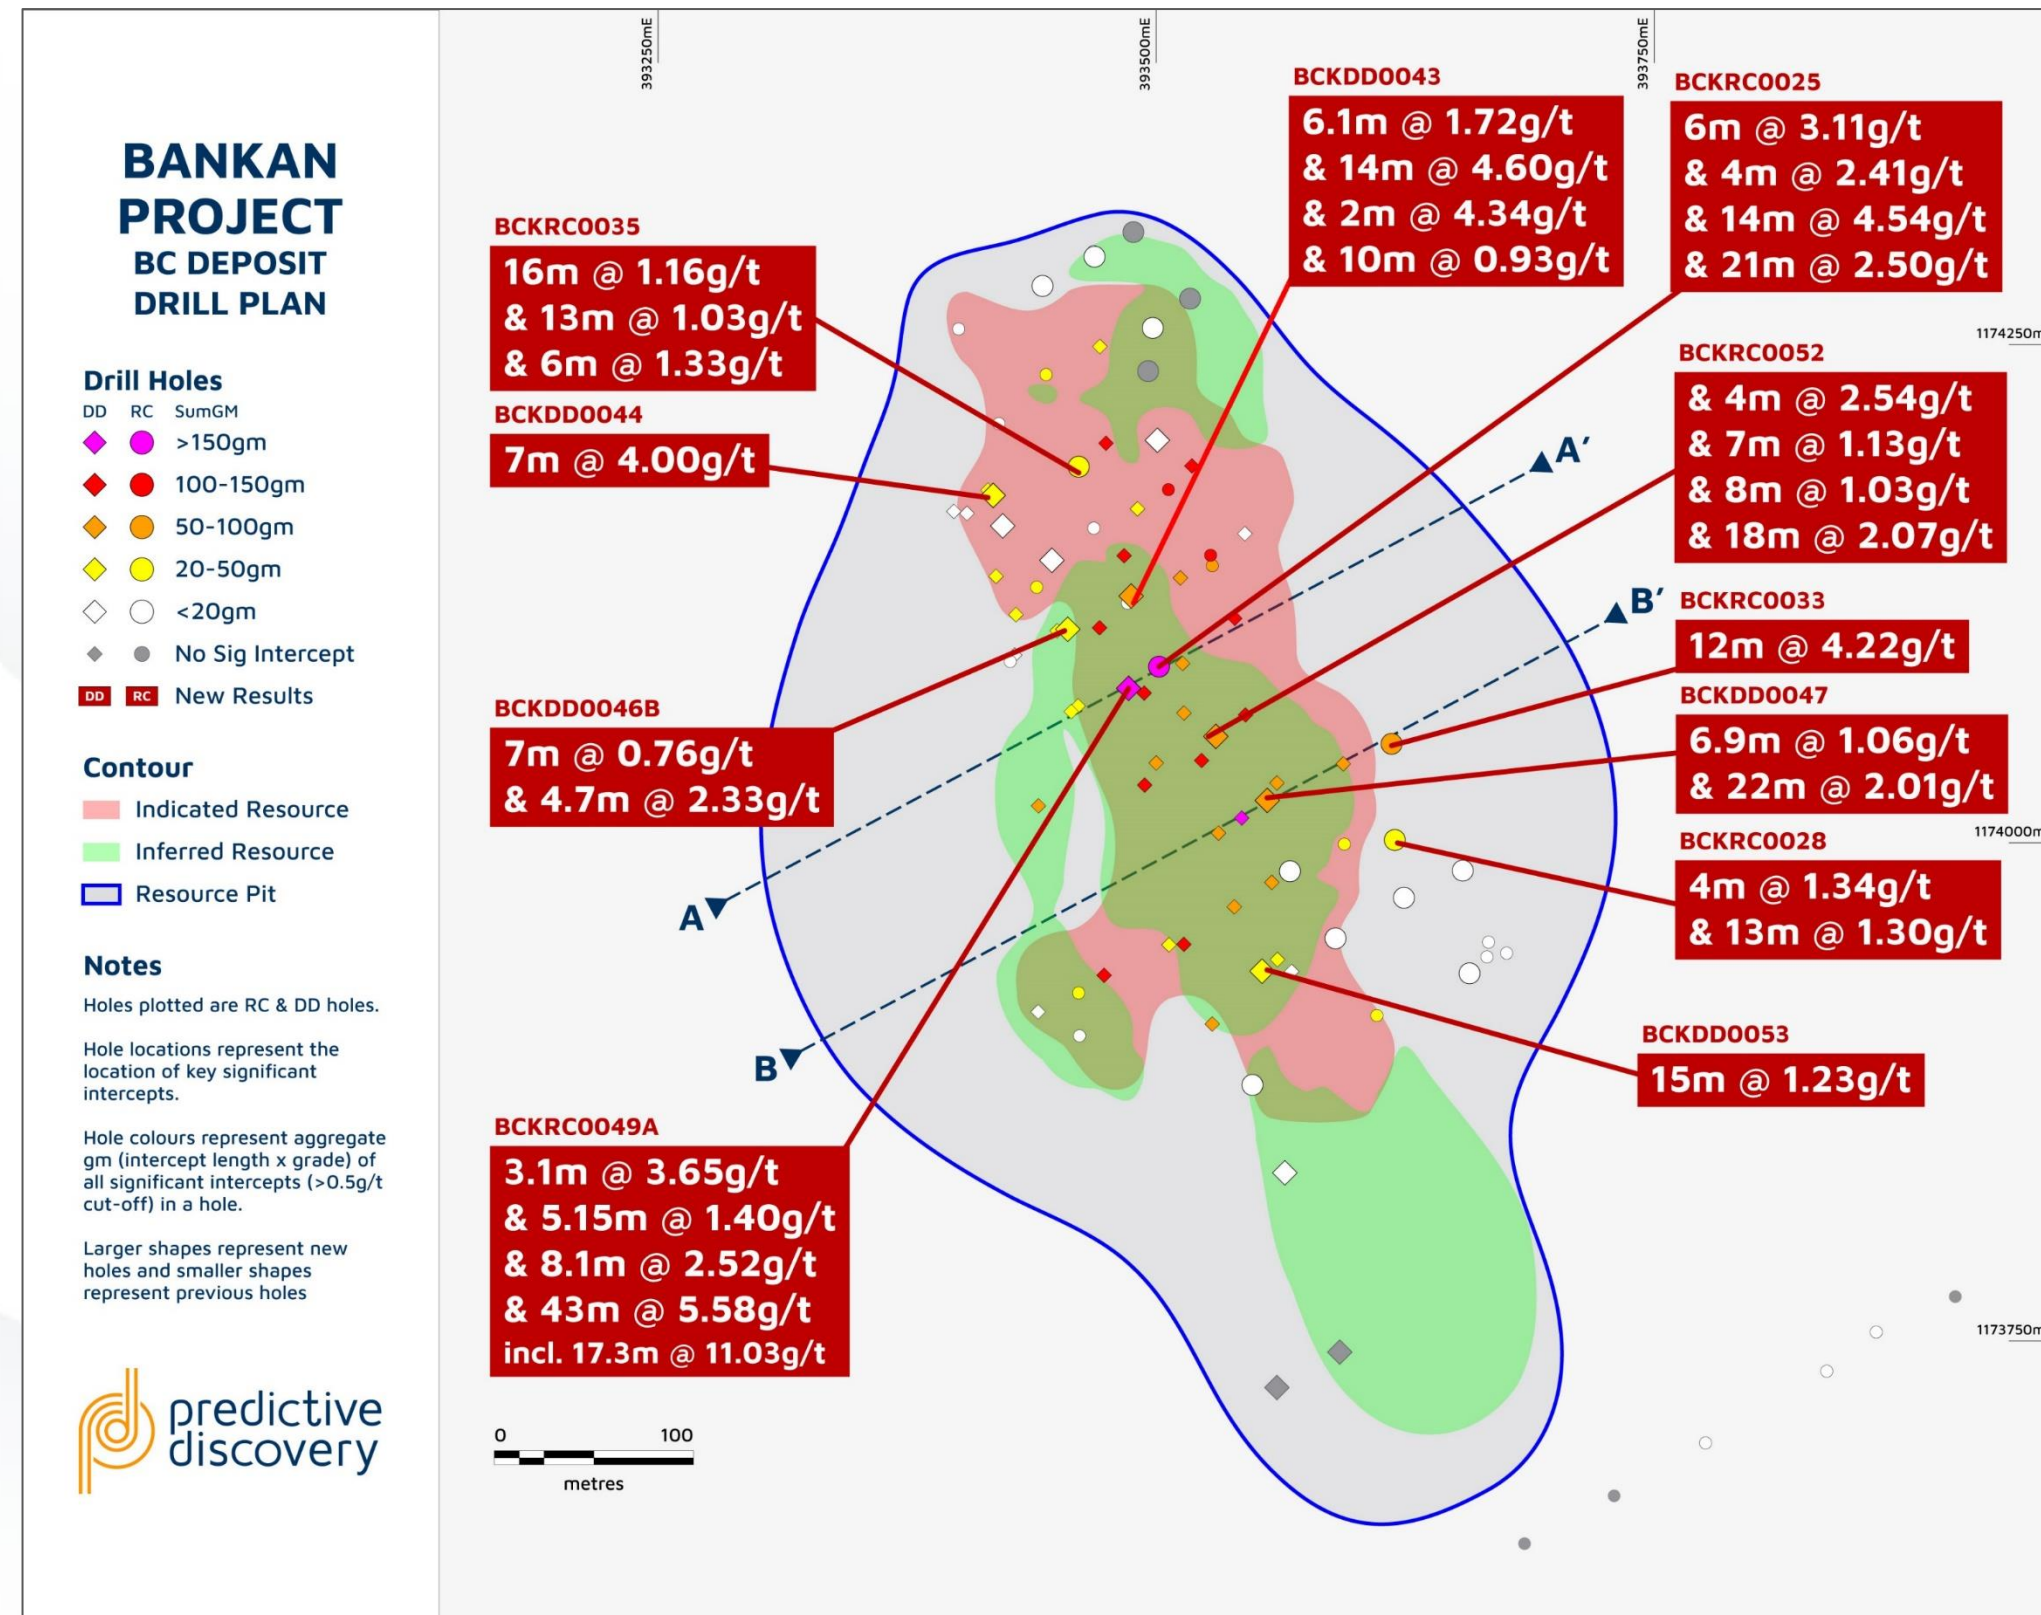 BANKAN
PROJECT
BC DEPOSIT
DRILL PLAN
Drill Holes
DD RC SumGM
>150gm
100-150gm
50-100gm
20-50gm
<20gm
No Sig Intercept
DD RC New Results
Contour
Indicated Resource
Inferred Resource
Resource Pit
Notes
Holes plotted are RC & DD holes.
Hole locations represent the
location of key significant
intercepts.
Hole colours represent aggregate
gm (intercept length x grade) of
all significant intercepts (>0.5g/t
cut-off) in a hole.
Larger shapes represent new
holes and smaller shapes
represent previous holes
predictive
discovery
393250mE
393500mE
393750mE
BCKRC0035
16m @ 1.16g/t
& 13m @ 1.03g/t
& 6m @ 1.33g/t
BCKDD0044
7m @ 4.00g/t
BCKDD0046B
7m @ 0.76g/t
& 4.7m @ 2.33g/t
A
B
BCKRC0049A
3.1m @ 3.65g/t
& 5.15m @ 1.40g/t
& 8.1m @ 2.52g/t
& 43m @ 5.58g/t
incl. 17.3m @ 11.03g/t
0 100
metres
BCKDD0043
6.1m @ 1.72g/t
& 14m @ 4.60g/t
& 2m @ 4.34g/t
& 10m @ 0.93g/t
BCKRC0025
6m @ 3.11g/t
& 4m @ 2.41g/t
& 14m @ 4.54g/t
& 21m @ 2.50g/t
1174250m
BCKRC0052
& 4m @ 2.54g/t
& 7m @ 1.13g/t
& 8m @ 1.03g/t
& 18m @ 2.07g/t
A′
B′
BCKRC0033
12m @ 4.22g/t
BCKDD0047
6.9m @ 1.06g/t
& 22m @ 2.01g/t
1174000m
BCKRC0028
4m @ 1.34g/t
& 13m @ 1.30g/t
BCKDD0053
15m @ 1.23g/t
1173750m